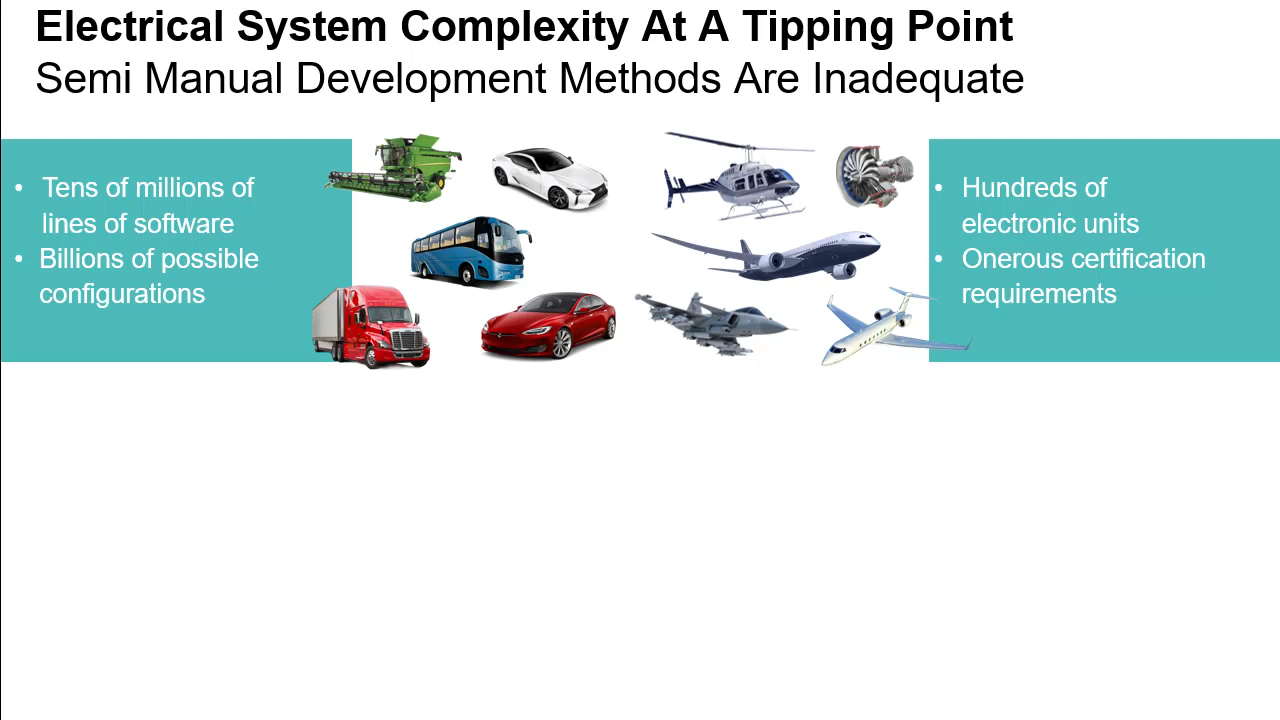 Electrical System Complexity At A Tipping Point
Semi Manual Development Methods Are Inadequate
• Tens of millions of
lines of software
• Billions of possible
configurations
• Hundreds of
electronic units
• Onerous certification
requirements